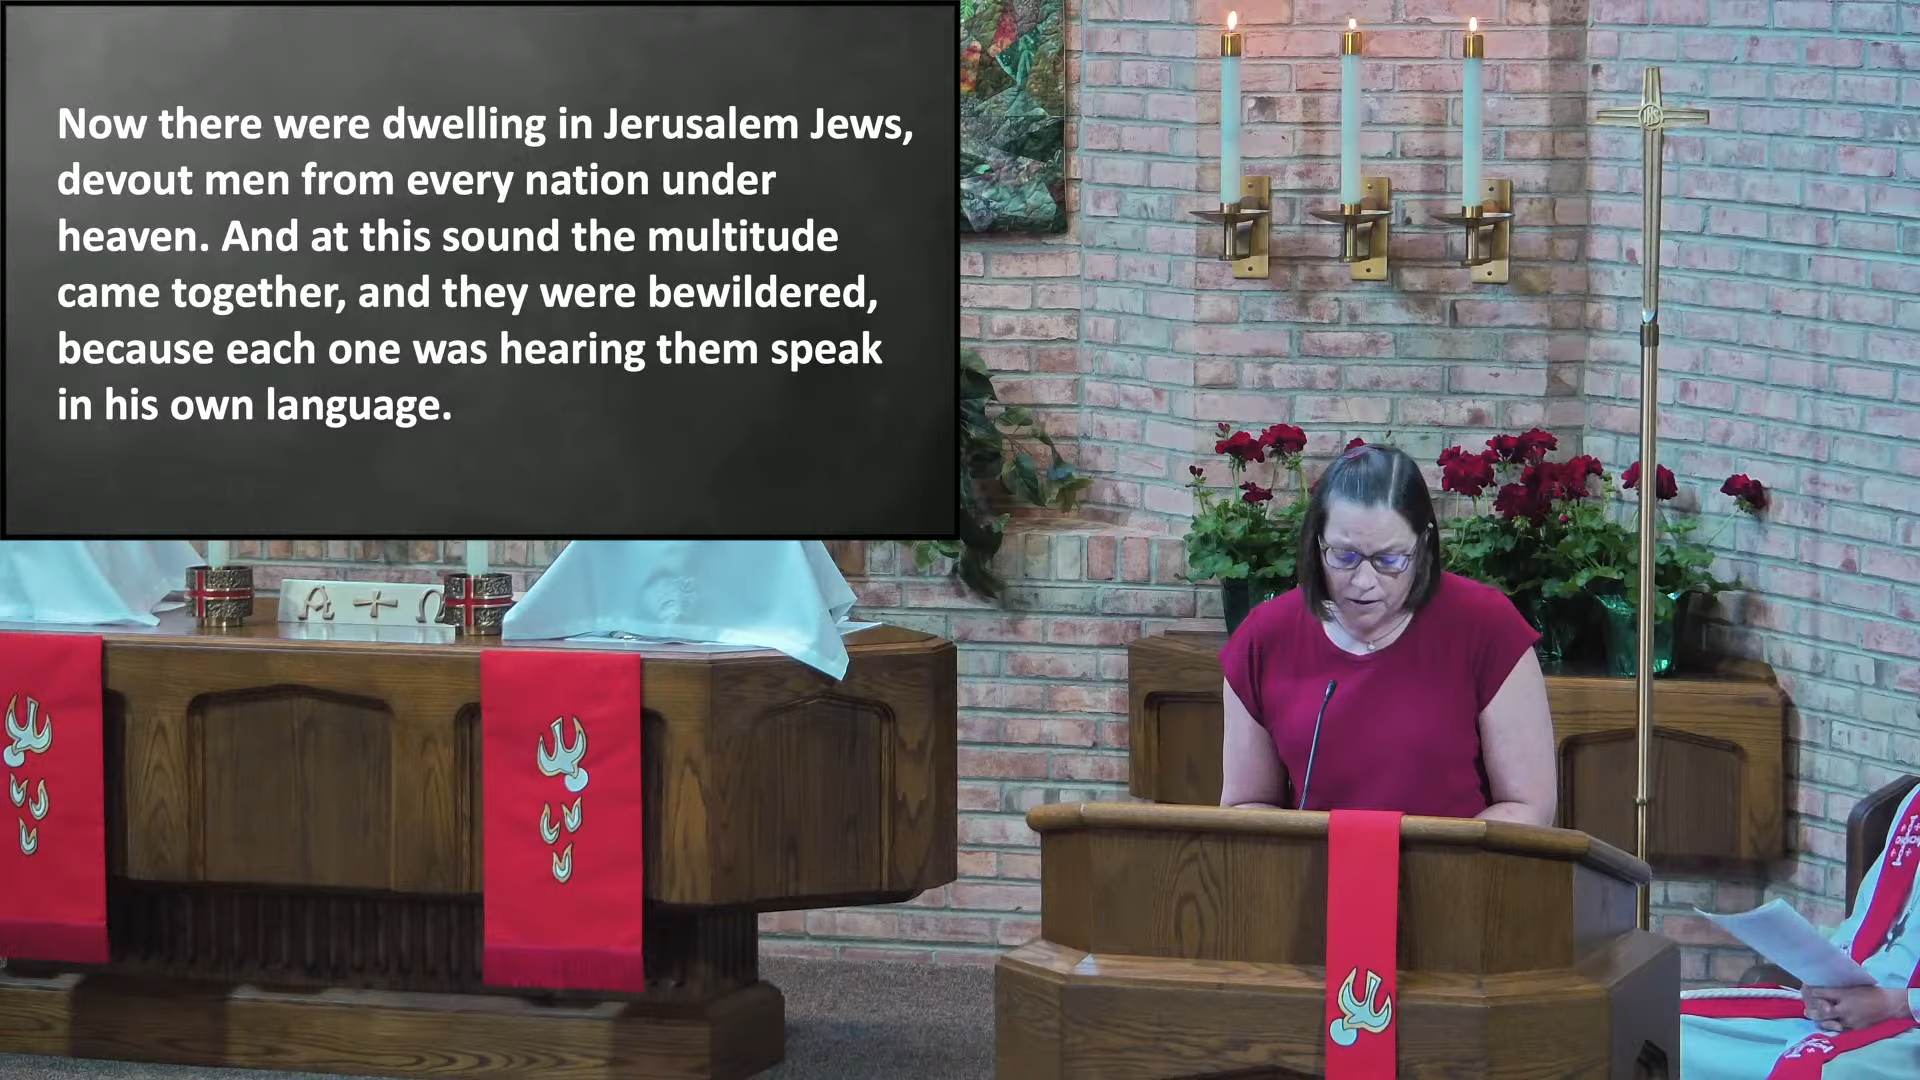 Now there were dwelling in Jerusalem Jews,
devout men from every nation under
heaven. And at this sound the multitude
came together, and they were bewildered,
because each one was hearing them speak
in his own language.
IHS
Α Ω